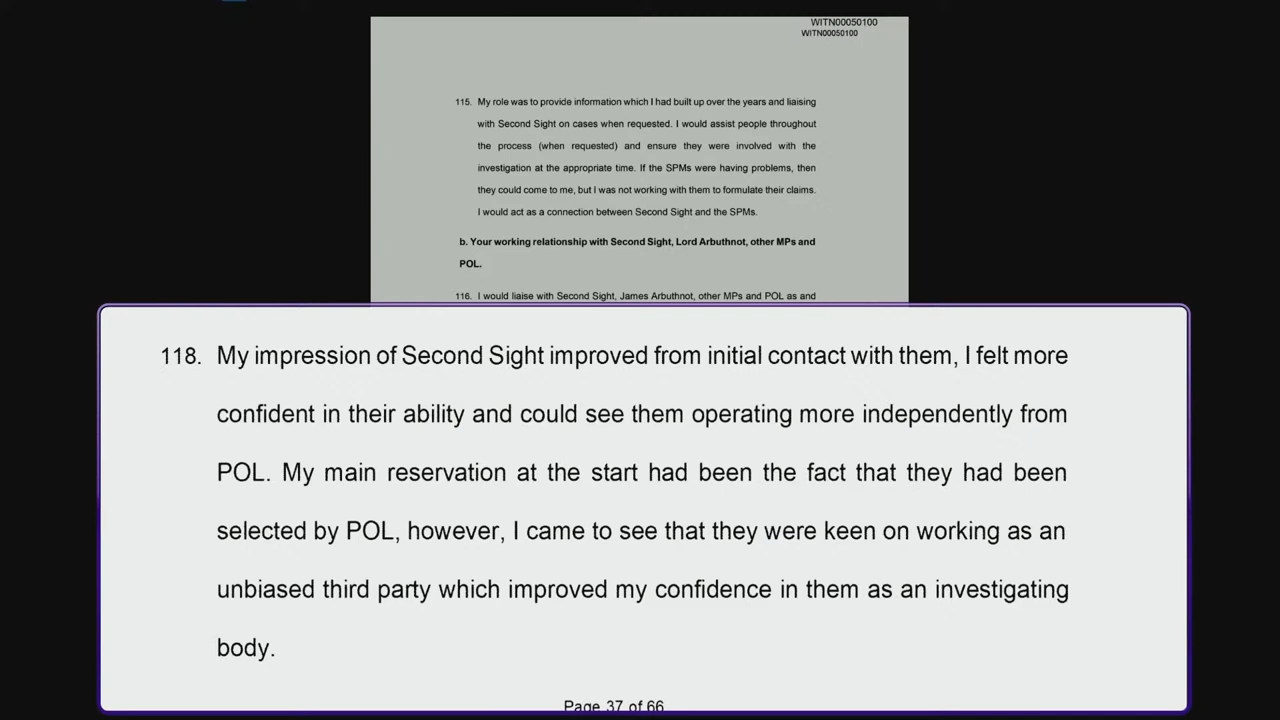 WITN00050100
WITN00050100
115. My role was to provide information which I had built up over the years and liaising
with Second Sight on cases when requested. I would assist people throughout
the process (when requested) and ensure they were involved with the
investigation at the appropriate time. If the SPMs were having problems, then
they could come to me, but I was not working with them to formulate their claims.
I would act as a connection between Second Sight and the SPMs.
b. Your working relationship with Second Sight, Lord Arbuthnot, other MPs and
POL.
116. I would liaise with Second Sight, James Arbuthnot, other MPs and POL as and
118. My impression of Second Sight improved from initial contact with them, I felt more
confident in their ability and could see them operating more independently from
POL. My main reservation at the start had been the fact that they had been
selected by POL, however, I came to see that they were keen on working as an
unbiased third party which improved my confidence in them as an investigating
body.
Page 37 of 66